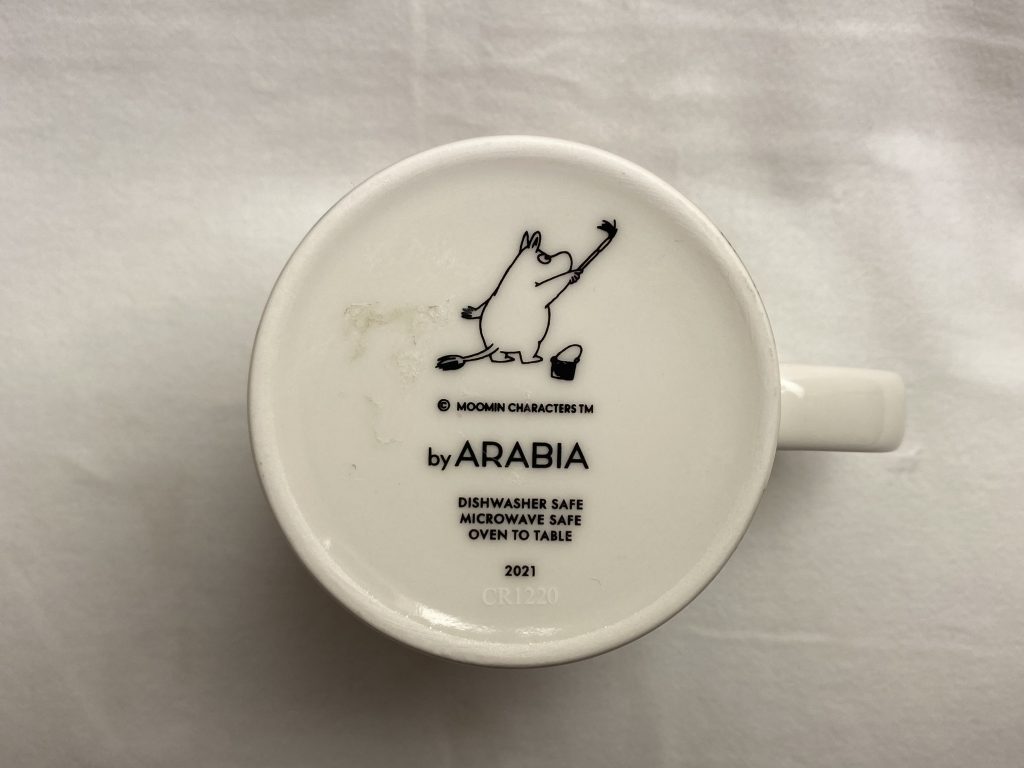 © MOOMIN CHARACTERS TM
by ARABIA
DISHWASHER SAFE
MICROWAVE SAFE
OVEN TO TABLE
2021
CR1220